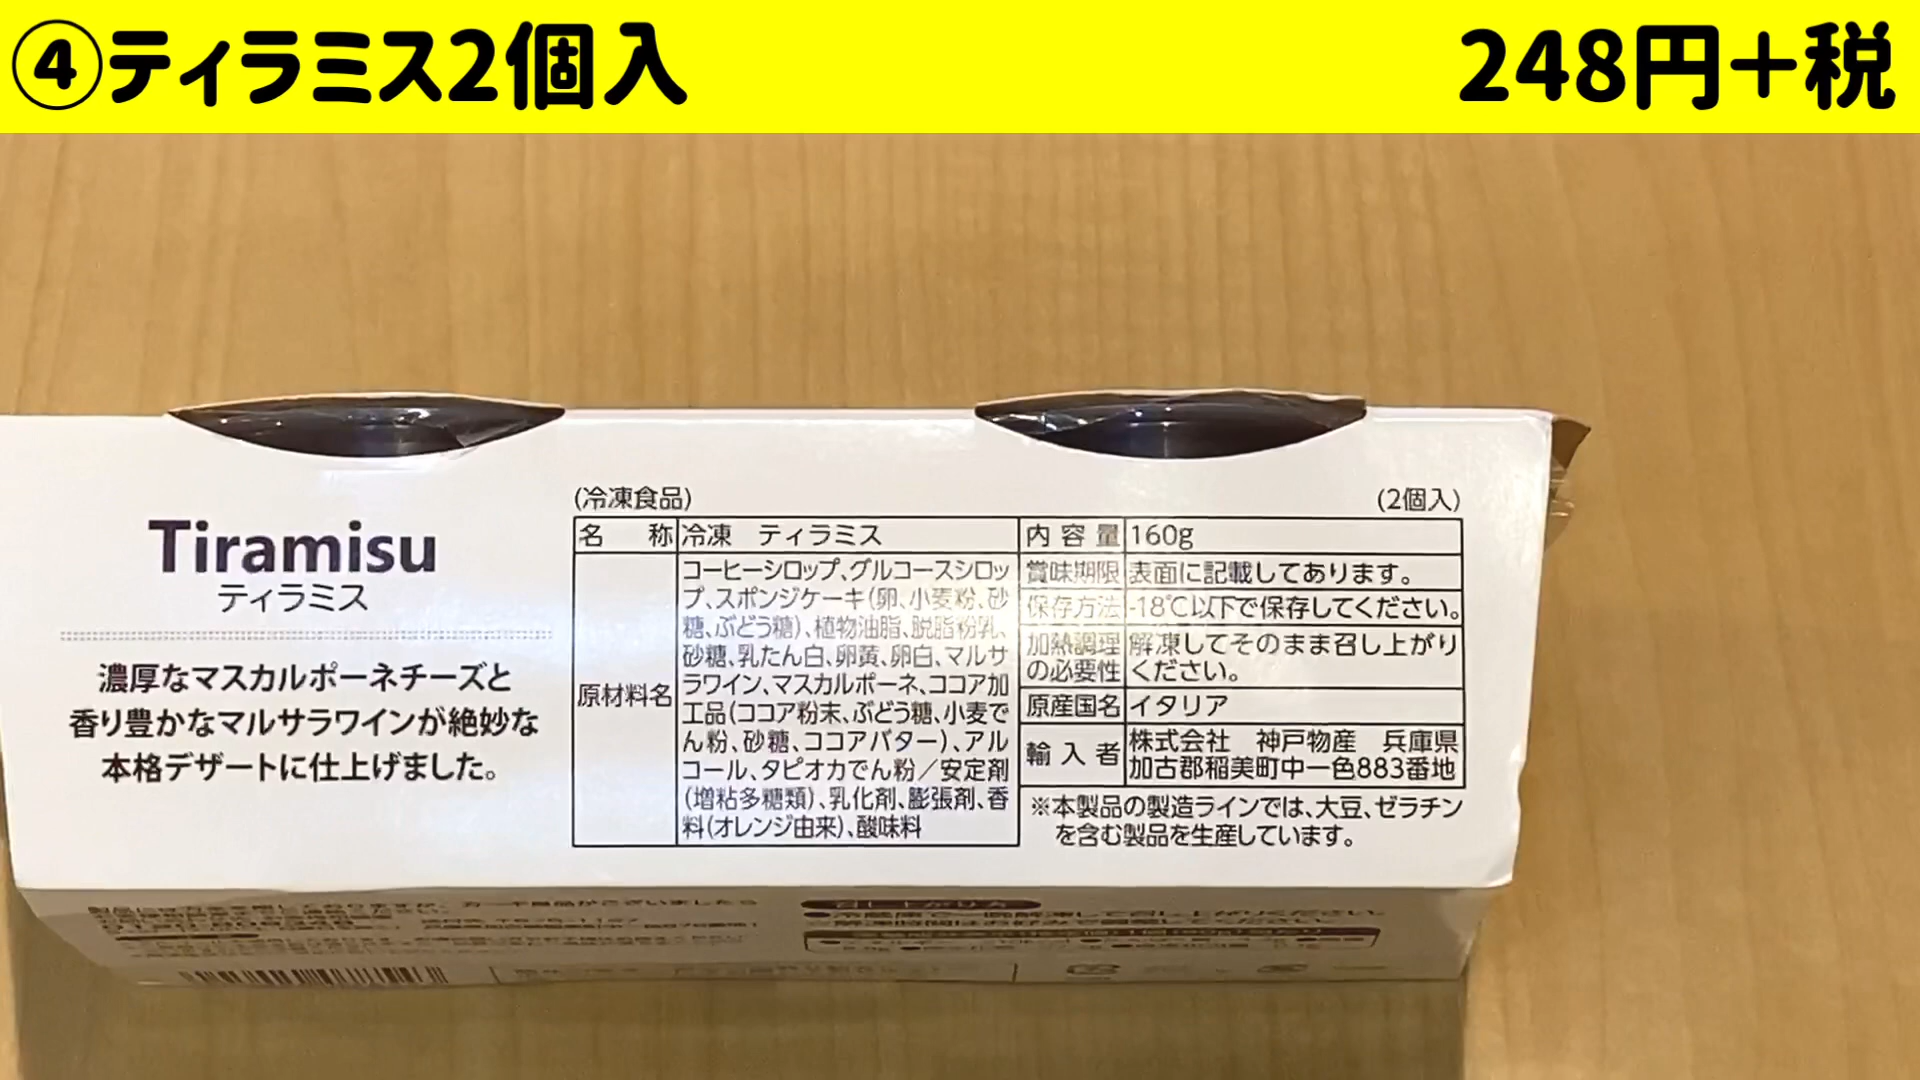 ④ティラミス2個入
248円+税
Tiramisu
ティラミス
濃厚なマスカルポーネチーズと
香り豊かなマルサラワインが絶妙な
本格デザートに仕上げました。
(冷凍食品)
(2個入)
名 称 冷凍 ティラミス
原材料名
コーヒーシロップ、グルコースシロッ
プ、スポンジケーキ(卵、小麦粉、砂
糖、ぶどう糖)、植物油脂、脱脂粉乳、
砂糖、乳たん白、卵黄、卵白、マルサ
ラワイン、マスカルポーネ、ココア加
工品(ココア粉末、ぶどう糖、小麦で
ん粉、砂糖、ココアバター)、アル
コール、タピオカでん粉/安定剤
(増粘多糖類)、乳化剤、膨張剤、香
料(オレンジ由来)、酸味料
内容量 160g
賞味期限 表面に記載してあります。
保存方法 -18℃以下で保存してください。
加熱調理 解凍してそのまま召し上がり
の必要性 ください。
原産国名 イタリア
輸入者
株式会社 神戸物産 兵庫県
加古郡稲美町中一色883番地
※本製品の製造ラインでは、大豆、ゼラチン
を含む製品を生産しています。
召し上がり方